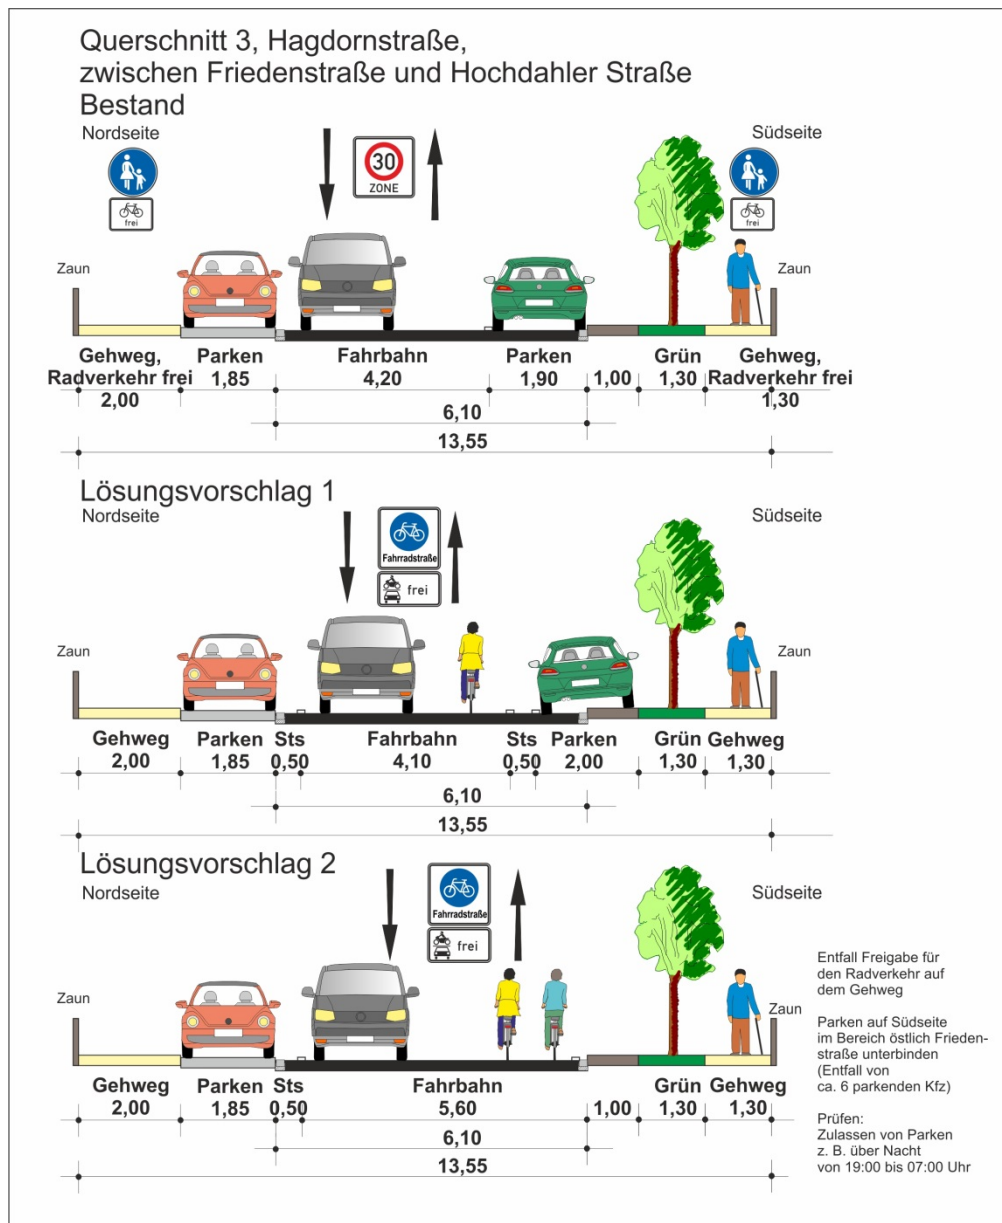 Querschnitt 3, Hagdornstraße,
zwischen Friedenstraße und Hochdahler Straße
Bestand
Nordseite
Südseite
30
ZONE
frei
frei
Zaun
Zaun
Gehweg,
Radverkehr frei
2,00
Parken
1,85
Fahrbahn
4,20
Parken
1,90
1,00
Grün
1,30
Gehweg,
Radverkehr frei
1,30
6,10
13,55
Lösungsvorschlag 1
Nordseite
Südseite
Fahrradstraße
frei
Zaun
Zaun
Gehweg
2,00
Parken
1,85
Sts
0,50
Fahrbahn
4,10
Sts
0,50
Parken
2,00
Grün
1,30
Gehweg
1,30
6,10
13,55
Lösungsvorschlag 2
Nordseite
Südseite
Fahrradstraße
frei
Zaun
Zaun
Gehweg
2,00
Parken
1,85
Sts
0,50
Fahrbahn
5,60
1,00
Grün
1,30
Gehweg
1,30
6,10
13,55
Entfall Freigabe für
den Radverkehr auf
dem Gehweg
Parken auf Südseite
im Bereich östlich Frieden-
straße unterbinden
(Entfall von
ca. 6 parkenden Kfz)
Prüfen:
Zulassen von Parken
z. B. über Nacht
von 19:00 bis 07:00 Uhr